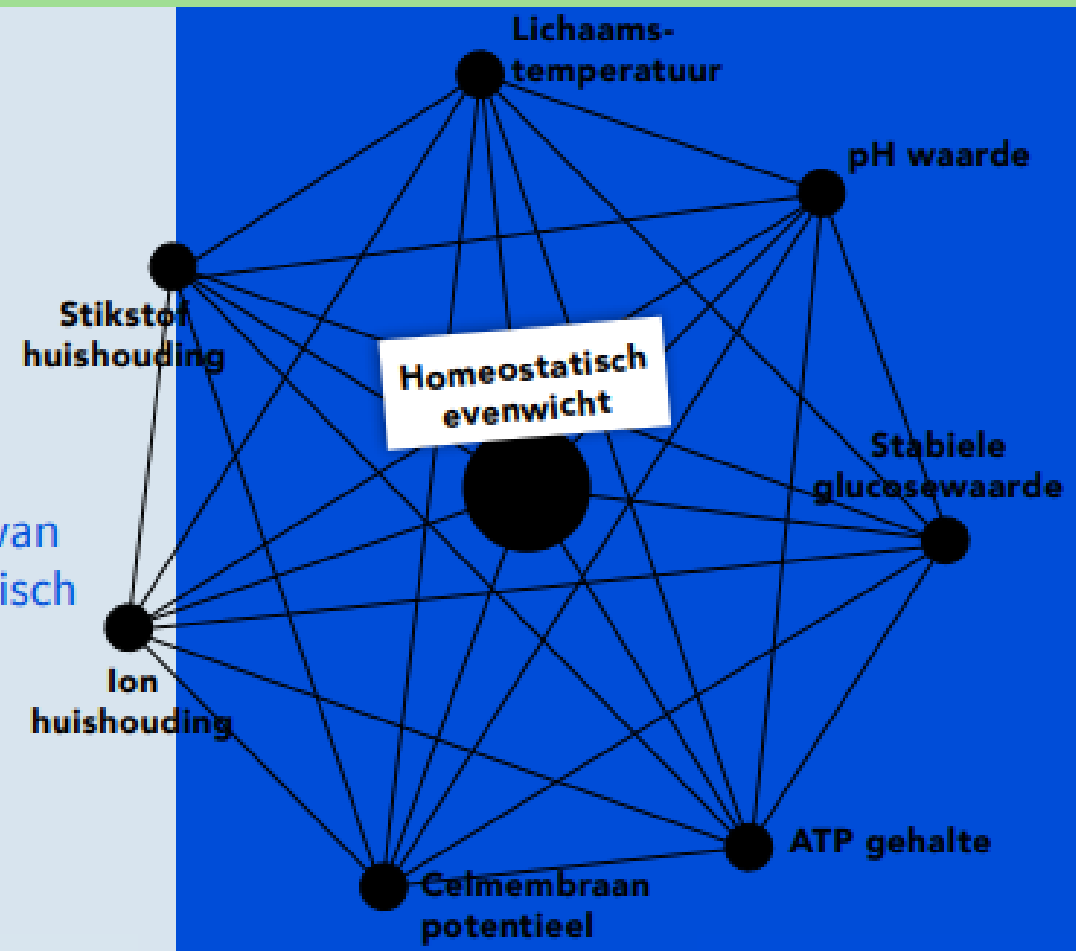 Lichaams-
temperatuur
pH waarde
Stikstof
huishouding
Homeostatisch
evenwicht
Stabiele
glucosewaarde
van
isch
Ion
huishouding
ATP gehalte
Celmembraan
potentieel